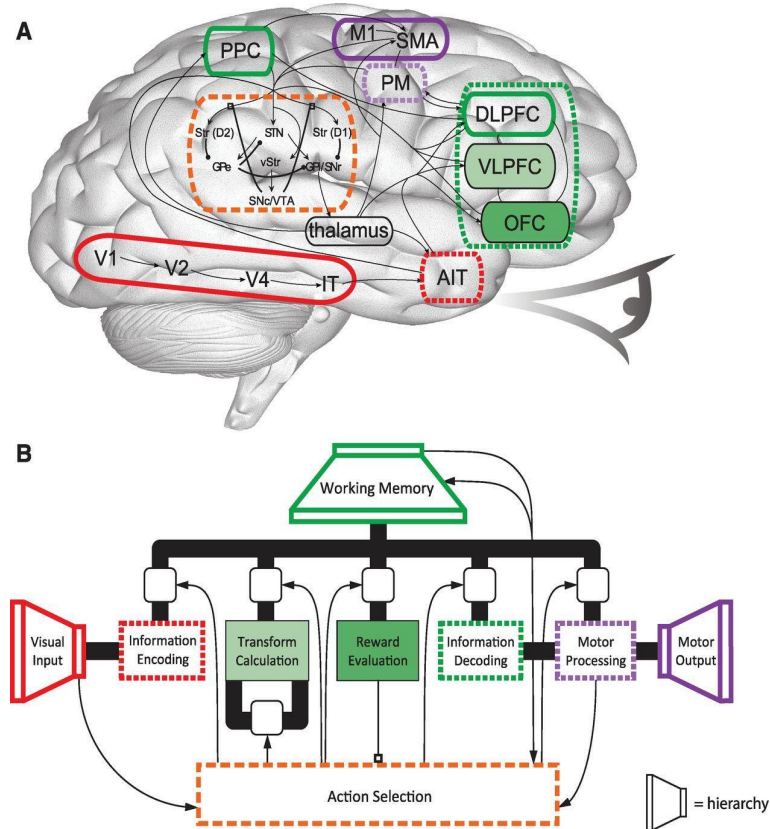 A
PPC
M1
SMA
PM
DLPFC
VLPFC
OFC
Str (D2)
STN
Str (D1)
GPe
vStr
GPi/SNr
SNc/VTA
thalamus
V1
V2
V4
IT
AIT
B
Working Memory
Visual
Input
Information
Encoding
Transform
Calculation
Reward
Evaluation
Information
Decoding
Motor
Processing
Motor
Output
Action Selection
= hierarchy